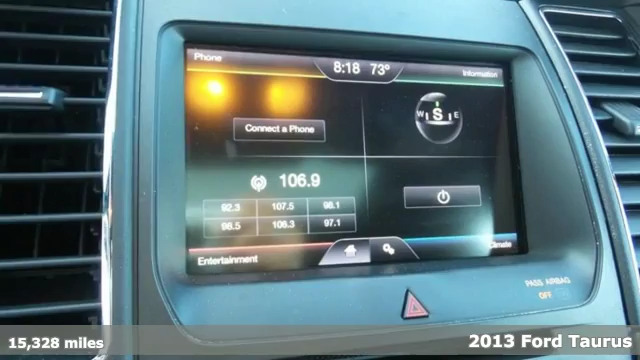 Phone
8:18 73°
Information
W S E
Connect a Phone
106.9
92.3 107.5 98.1
98.5 106.3 97.1
Entertainment
Climate
PASS AIRBAG
OFF
15,328 miles
2013 Ford Taurus